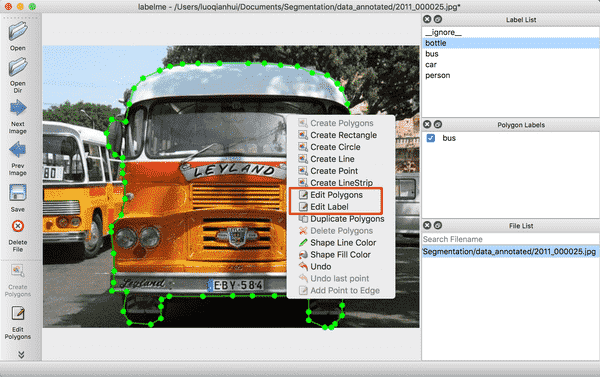 labelme - /Users/luoqianhui/Documents/Segmentation/data_annotated/2011_000025.jpg*
Open
Open
Dir
Next
Image
Prev
Image
Save
Delete
File
Create
Polygons
Edit
Polygons
80
LEYLAND
LEYLAND
Leyland
EBY-584
Create Polygons
Create Rectangle
Create Circle
Create Line
Create Point
Create LineStrip
Edit Polygons
Edit Label
Duplicate Polygons
Delete Polygons
Shape Line Color
Shape Fill Color
Undo
Undo last point
Add Point to Edge
Label List
__ignore__
bottle
bus
car
person
Polygon Labels
bus
File List
Search Filename
/Segmentation/data_annotated/2011_000025.jpg